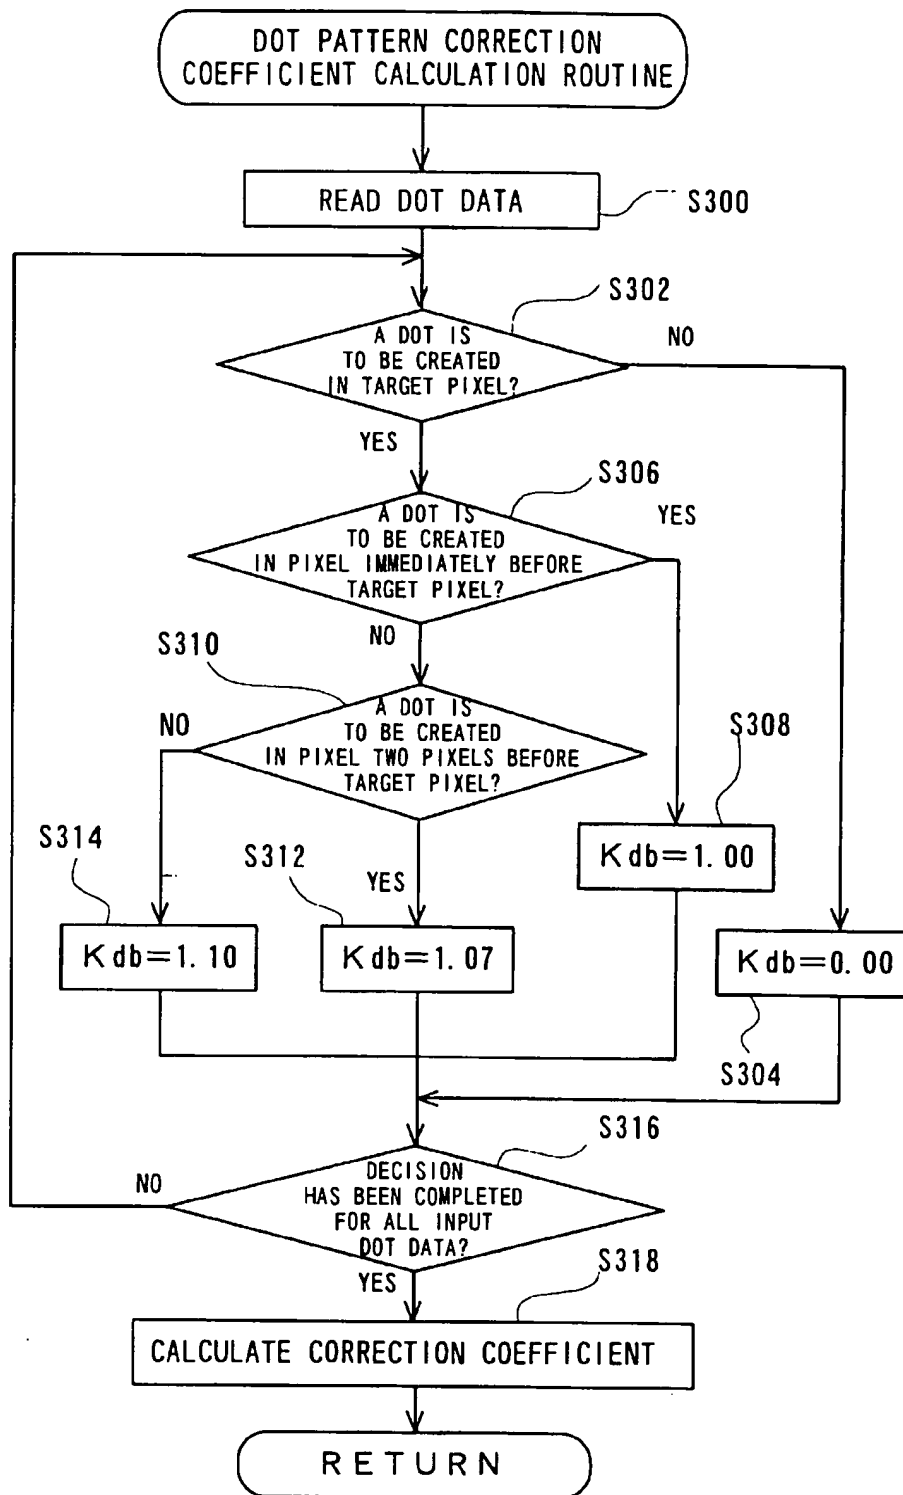 DOT PATTERN CORRECTION
COEFFICIENT CALCULATION ROUTINE
READ DOT DATA
S300
S302
A DOT IS
TO BE CREATED
IN TARGET PIXEL?
NO
YES
S306
A DOT IS
TO BE CREATED
IN PIXEL IMMEDIATELY BEFORE
TARGET PIXEL?
YES
NO
S310
A DOT IS
TO BE CREATED
IN PIXEL TWO PIXELS BEFORE
TARGET PIXEL?
NO
YES
S308
Kdb=1.00
S314
Kdb=1.10
S312
Kdb=1.07
Kdb=0.00
S304
S316
DECISION
HAS BEEN COMPLETED
FOR ALL INPUT
DOT DATA?
NO
YES
S318
CALCULATE CORRECTION COEFFICIENT
RETURN